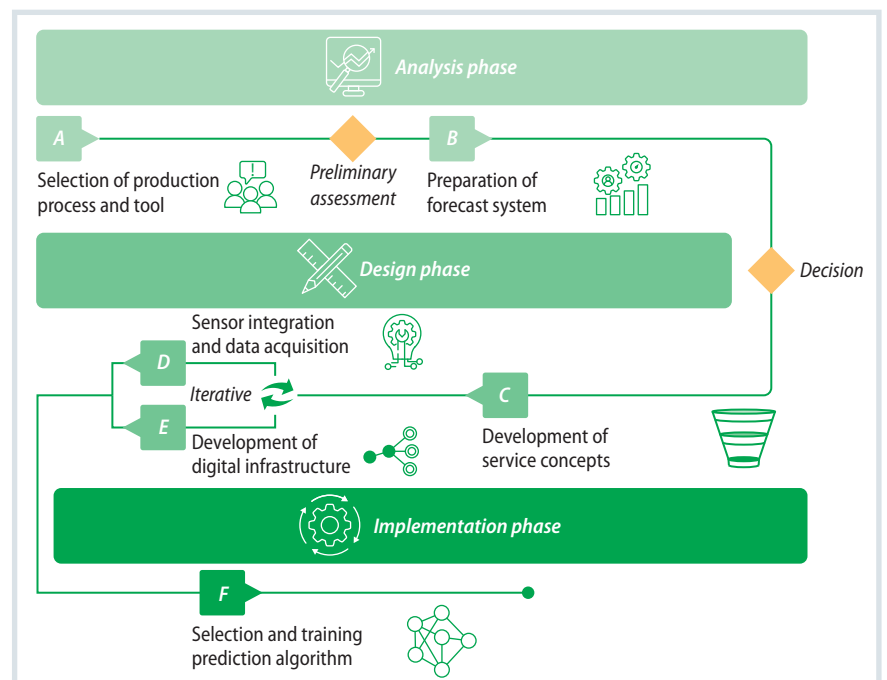 Analysis phase
A
B
Selection of production
process and tool
!
Preliminary
assessment
Preparation of
forecast system
Design phase
Decision
Sensor integration
and data acquisition
D
Iterative
C
E
Development of
digital infrastructure
Development of
service concepts
Implementation phase
F
Selection and training
prediction algorithm